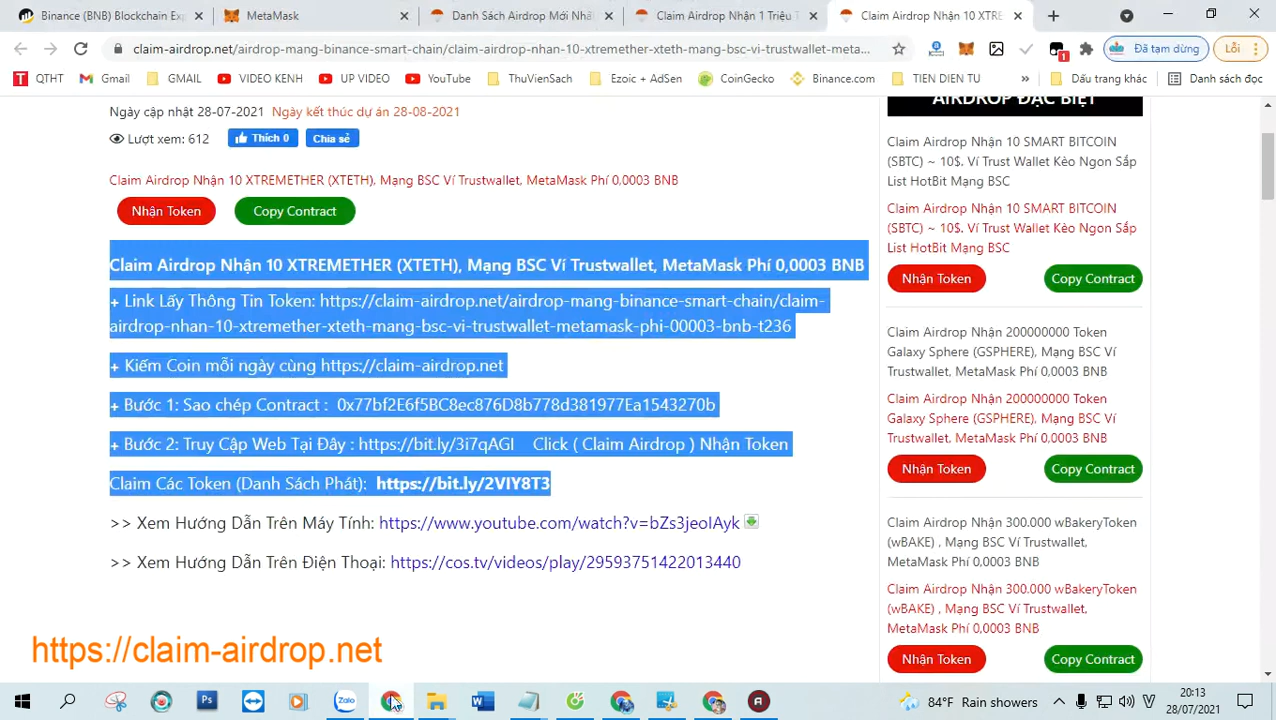 Binance (BNB) Blockchain Exp
MetaMask
Danh Sách Airdrop Mới Nhất
Claim Airdrop Nhận 1 Triệu T
Claim Airdrop Nhận 10 XTRE
claim-airdrop.net/airdrop-mang-binance-smart-chain/claim-airdrop-nhan-10-xtremether-xteth-mang-bsc-vi-trustwallet-meta...
1
Đã tạm dừng
Lỗi
QTHT
Gmail
GMAIL
VIDEO KENH
UP VIDEO
YouTube
ThuVienSach
Ezoic + AdSen
CoinGecko
Binance.com
TIEN DIEN TU
»
Dấu trang khác
Danh sách đọc
Ngày cập nhật 28-07-2021 Ngày kết thúc dự án 28-08-2021
Lượt xem: 612
Thích 0
Chia sẻ
Claim Airdrop Nhận 10 XTREMETHER (XTETH), Mạng BSC Ví Trustwallet, MetaMask Phí 0,0003 BNB
Nhận Token
Copy Contract
Claim Airdrop Nhận 10 XTREMETHER (XTETH), Mạng BSC Ví Trustwallet, MetaMask Phí 0,0003 BNB
+ Link Lấy Thông Tin Token: https://claim-airdrop.net/airdrop-mang-binance-smart-chain/claim-
airdrop-nhan-10-xtremether-xteth-mang-bsc-vi-trustwallet-metamask-phi-00003-bnb-t236
+ Kiếm Coin mỗi ngày cùng https://claim-airdrop.net
+ Bước 1: Sao chép Contract : 0x77bf2E6f5BC8ec876D8b778d381977Ea1543270b
+ Bước 2: Truy Cập Web Tại Đây : https://bit.ly/3i7qAGI Click ( Claim Airdrop ) Nhận Token
Claim Các Token (Danh Sách Phát): https://bit.ly/2VIY8T3
>> Xem Hướng Dẫn Trên Máy Tính: https://www.youtube.com/watch?v=bZs3jeoIAyk
>> Xem Hướng Dẫn Trên Điện Thoại: https://cos.tv/videos/play/29593751422013440
https://claim-airdrop.net
AIRDROP ĐẶC BIỆT
Claim Airdrop Nhận 10 SMART BITCOIN
(SBTC) ~ 10$. Ví Trust Wallet Kèo Ngon Sắp
List HotBit Mạng BSC
Claim Airdrop Nhận 10 SMART BITCOIN
(SBTC) ~ 10$. Ví Trust Wallet Kèo Ngon Sắp
List HotBit Mạng BSC
Nhận Token
Copy Contract
Claim Airdrop Nhận 200000000 Token
Galaxy Sphere (GSPHERE), Mạng BSC Ví
Trustwallet, MetaMask Phí 0,0003 BNB
Claim Airdrop Nhận 200000000 Token
Galaxy Sphere (GSPHERE), Mạng BSC Ví
Trustwallet, MetaMask Phí 0,0003 BNB
Nhận Token
Copy Contract
Claim Airdrop Nhận 300.000 wBakeryToken
(wBAKE) , Mạng BSC Ví Trustwallet,
MetaMask Phí 0,0003 BNB
Claim Airdrop Nhận 300.000 wBakeryToken
(wBAKE) , Mạng BSC Ví Trustwallet,
MetaMask Phí 0,0003 BNB
Nhận Token
Copy Contract
Zalo
84°F Rain showers
20:13
28/07/2021